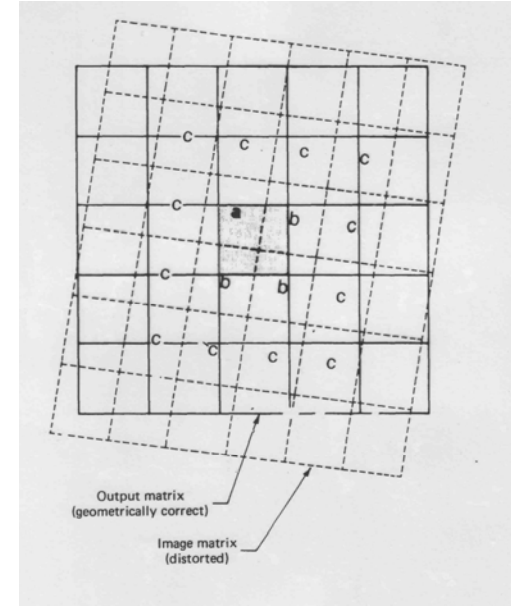 c c c c
c a b c
c b b c
c c c c
Output matrix
(geometrically correct)
Image matrix
(distorted)